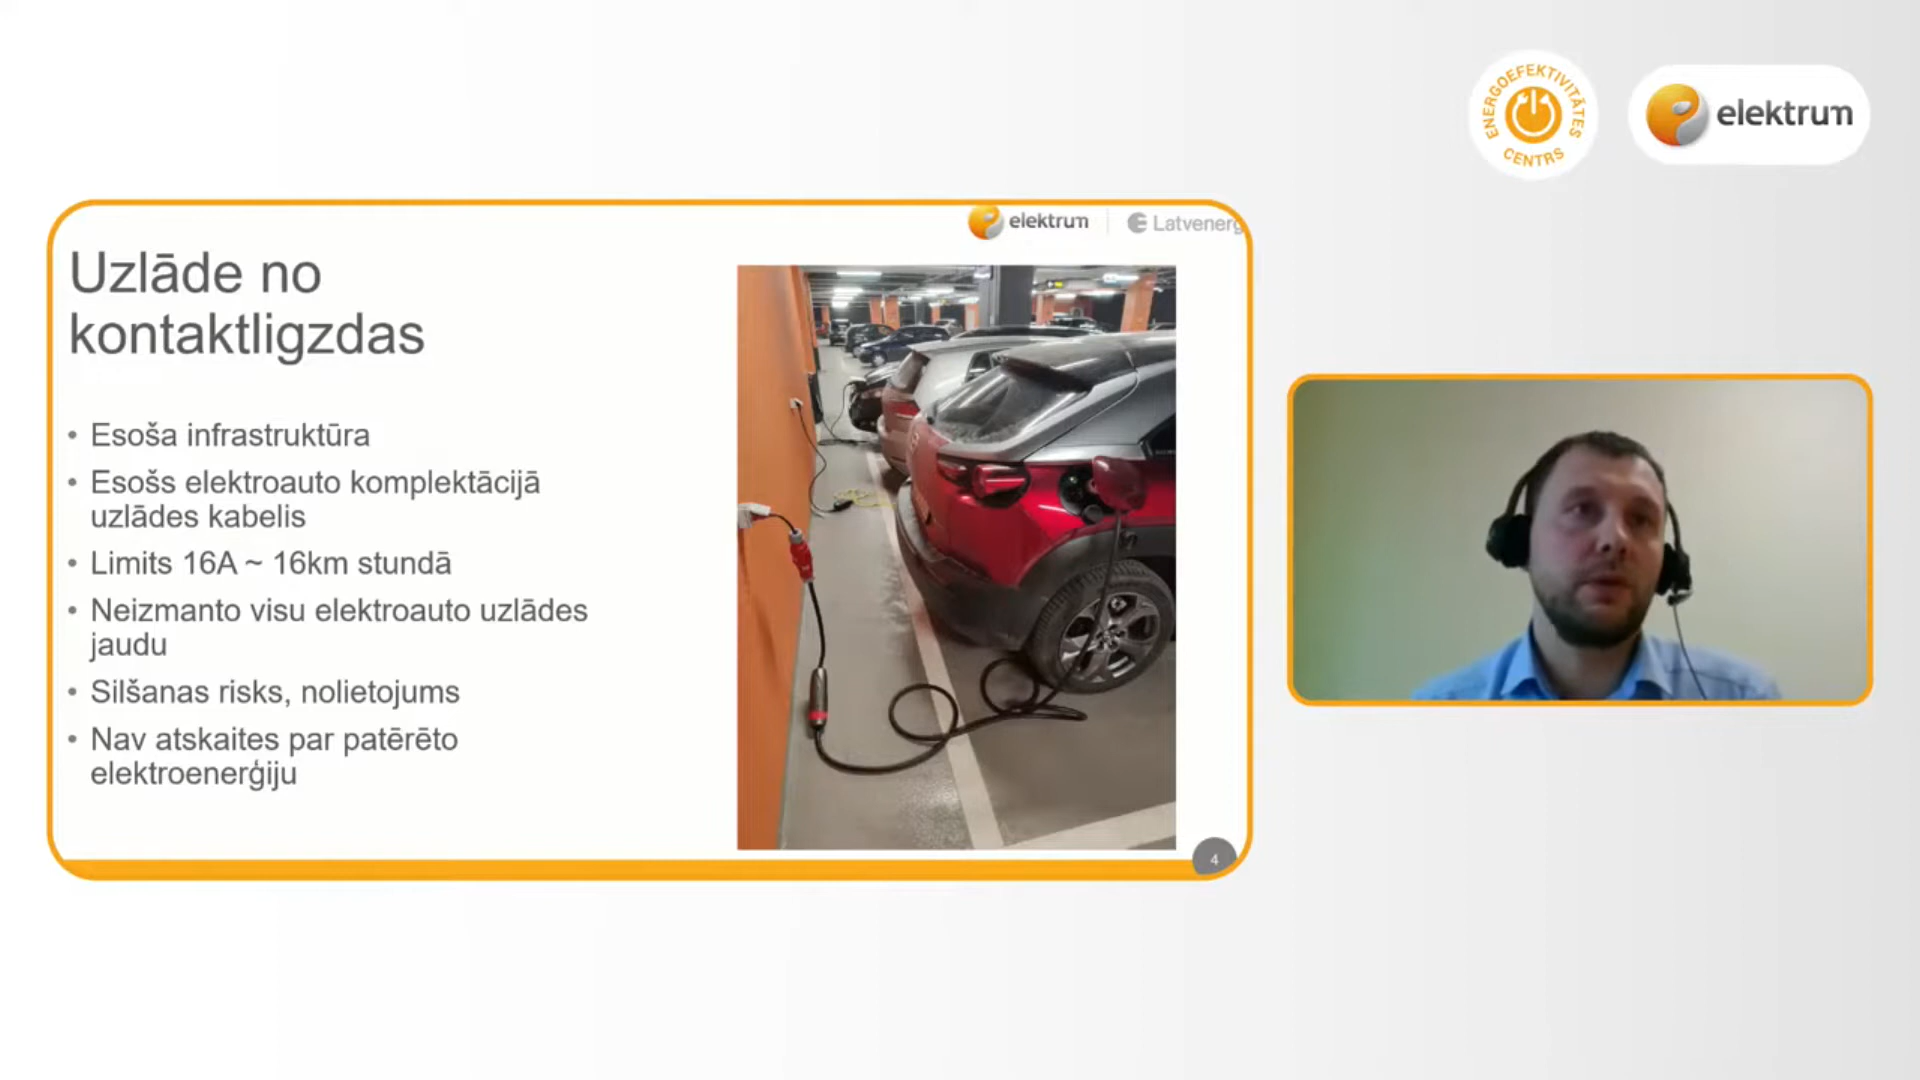 ENERGOEFEKTIVITĀTES
CENTRS
elektrum
elektrum
Latvenerg
Uzlāde no
kontaktligzdas
• Esoša infrastruktūra
• Esošs elektroauto komplektācijā
uzlādes kabelis
• Limits 16A ~ 16km stundā
• Neizmanto visu elektroauto uzlādes
jaudu
• Silšanas risks, nolietojums
• Nav atskaites par patērēto
elektroenerģiju
4